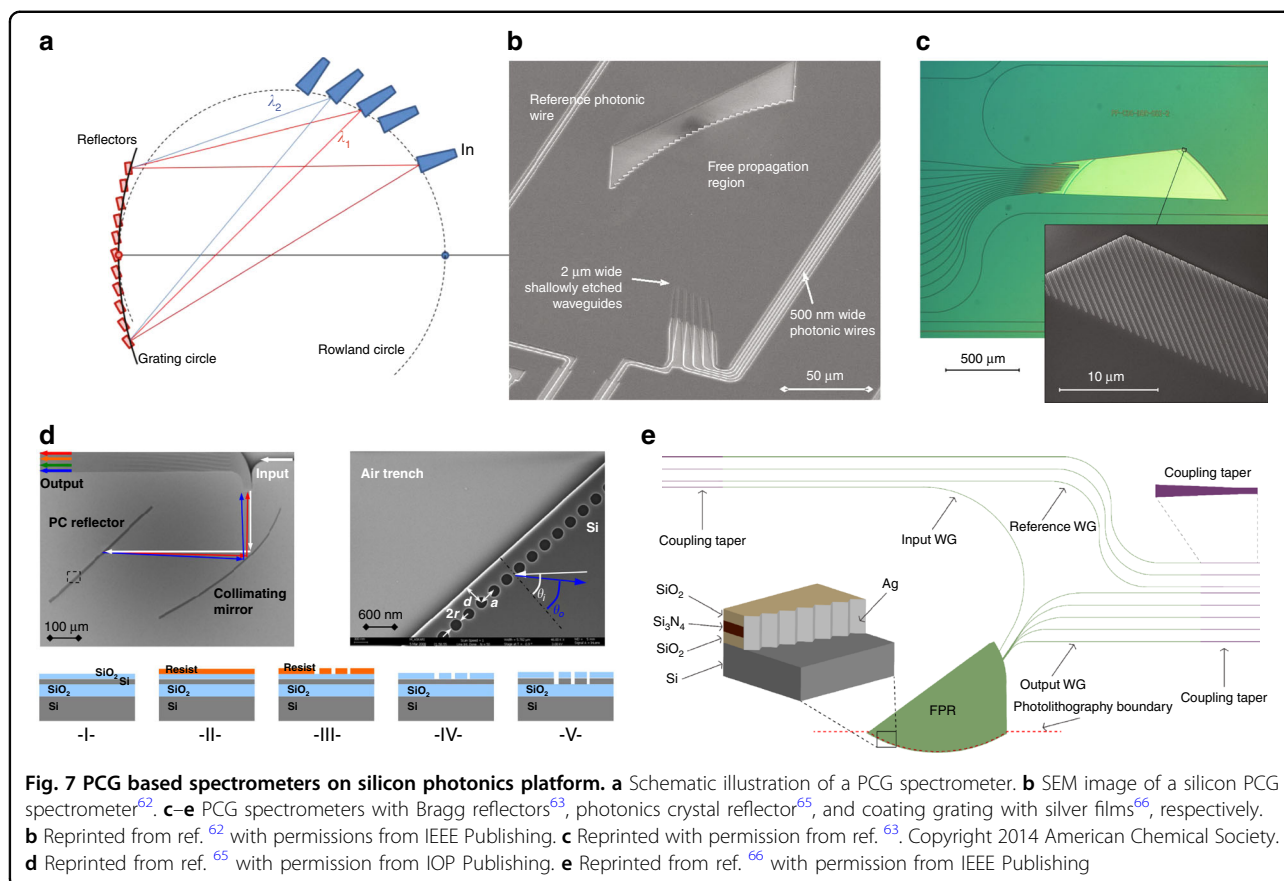 a
λ2
λ1
Reflectors
In
Grating circle
Rowland circle
b
Reference photonic
wire
Free propagation
region
2 μm wide
shallowly etched
waveguides
500 nm wide
photonic wires
50 μm
c
500 μm
10 μm
d
Output
Input
PC reflector
Collimating
mirror
100 μm
Air trench
Si
2r
d
a
θi
θo
600 nm
SiO2
Si
SiO2
Si
-I-
Resist
SiO2
Si
-II-
Resist
SiO2
Si
-III-
SiO2
Si
-IV-
SiO2
Si
-V-
e
Coupling taper
Input WG
Reference WG
Coupling taper
SiO2
Si3N4
SiO2
Si
Ag
FPR
Output WG
Photolithography boundary
Coupling taper
Fig. 7 PCG based spectrometers on silicon photonics platform. a Schematic illustration of a PCG spectrometer. b SEM image of a silicon PCG
spectrometer62. c–e PCG spectrometers with Bragg reflectors63, photonics crystal reflector65, and coating grating with silver films66, respectively.
b Reprinted from ref. 62 with permissions from IEEE Publishing. c Reprinted with permission from ref. 63. Copyright 2014 American Chemical Society.
d Reprinted from ref. 65 with permission from IOP Publishing. e Reprinted from ref. 66 with permission from IEEE Publishing